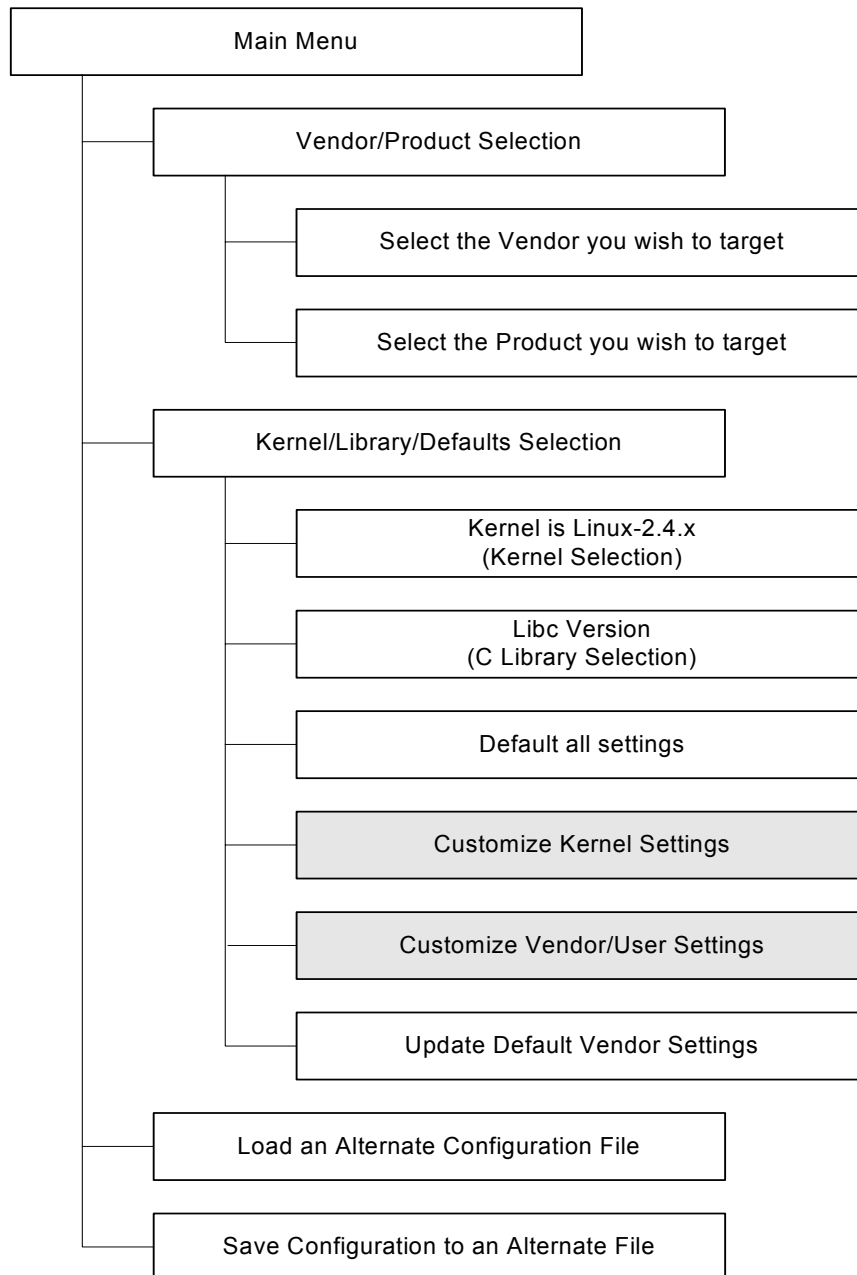 Main Menu
Vendor/Product Selection
Select the Vendor you wish to target
Select the Product you wish to target
Kernel/Library/Defaults Selection
Kernel is Linux-2.4.x
(Kernel Selection)
Libc Version
(C Library Selection)
Default all settings
Customize Kernel Settings
Customize Vendor/User Settings
Update Default Vendor Settings
Load an Alternate Configuration File
Save Configuration to an Alternate File